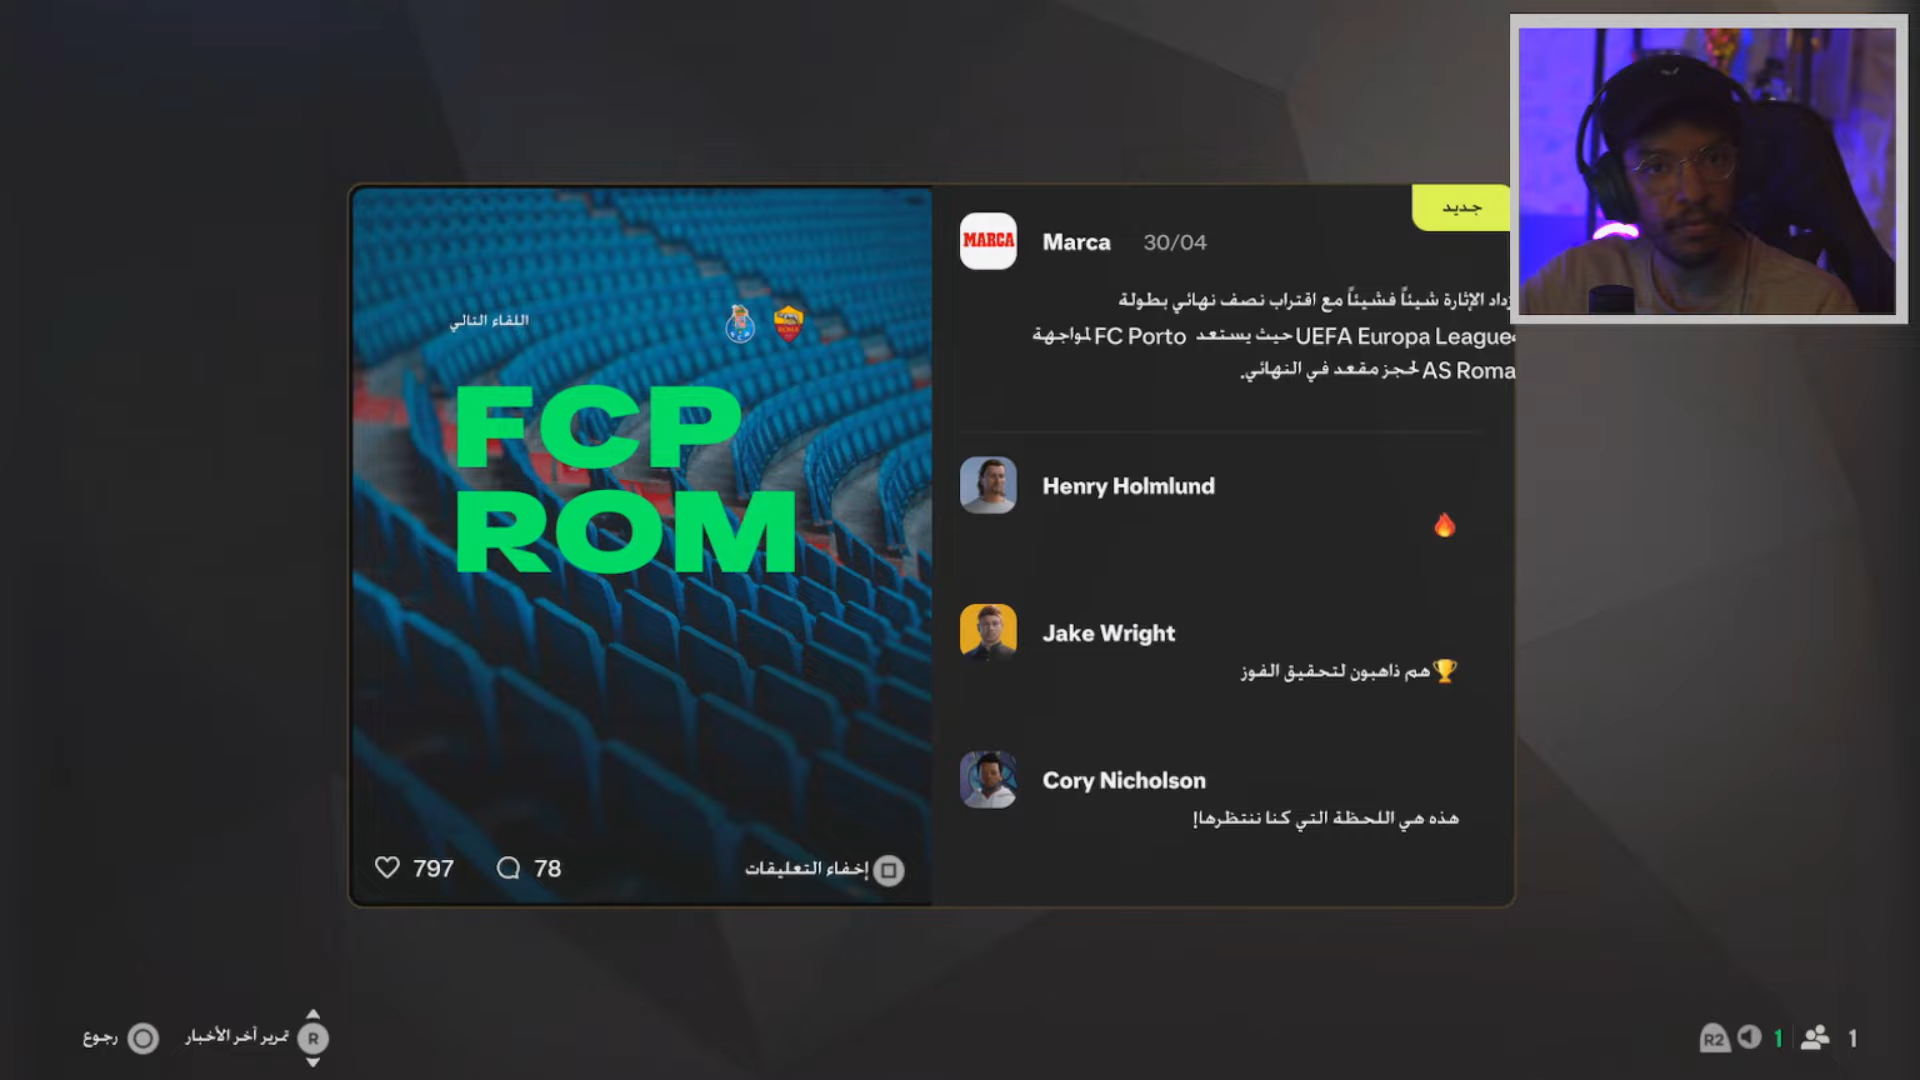 جديد
MARCA
Marca 30/04
الإثارة شيئاً فشيئاً مع اقتراب نصف نهائي بطولة
UEFA Europa League حيث يستعد FC Porto لمواجهة
AS Roma لحجز مقعد في النهائي.
اللقاء التالي
ROMA
FCP
ROM
Henry Holmlund
🔥
Jake Wright
🏆هم ذاهبون لتحقيق الفوز
Cory Nicholson
هذه هي اللحظة التي كنا ننتظرها!
797
78
إخفاء التعليقات
رجوع
تمرير آخر الأخبار
R
R2
1
1